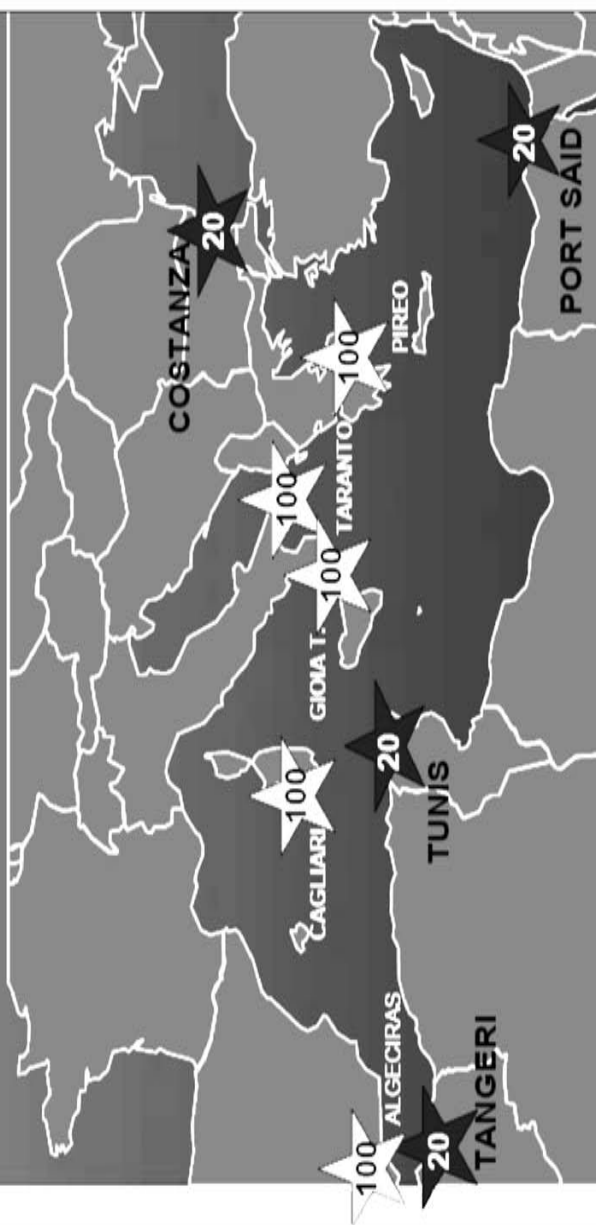 COSTANZA
20
100
PIREO
100
TARANTO
100
GIOIA T.
100
CAGLIARI
20
TUNIS
20
PORT SAID
100
ALGECIRAS
20
TANGERI